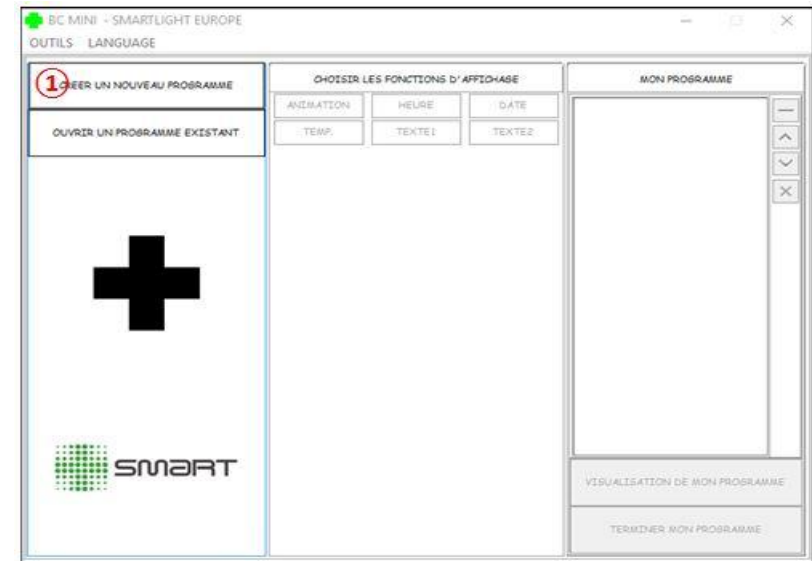 BC MINI - SMARTLIGHT EUROPE
OUTILS LANGUAGE
① CREER UN NOUVEAU PROGRAMME
OUVRIR UN PROGRAMME EXISTANT
SMART
CHOISIR LES FONCTIONS D'AFFICHAGE
ANIMATION HEURE DATE
TEMP. TEXTE1 TEXTE2
MON PROGRAMME
VISUALISATION DE MON PROGRAMME
TERMINER MON PROGRAMME